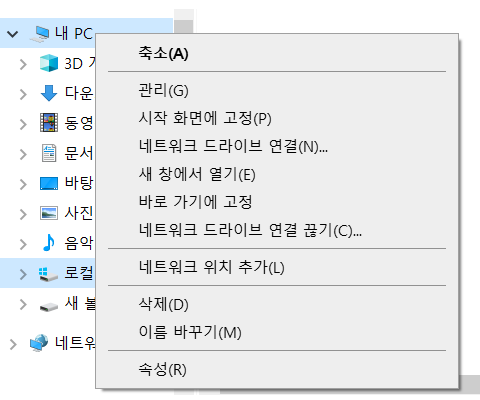 내 PC
축소(A)
3D
관리(G)
다운
시작 화면에 고정(P)
동영
네트워크 드라이브 연결(N)...
문서
새 창에서 열기(E)
바탕
바로 가기에 고정
사진
네트워크 드라이브 연결 끊기(C)...
음악
네트워크 위치 추가(L)
로컬
삭제(D)
새
이름 바꾸기(M)
네트워
속성(R)